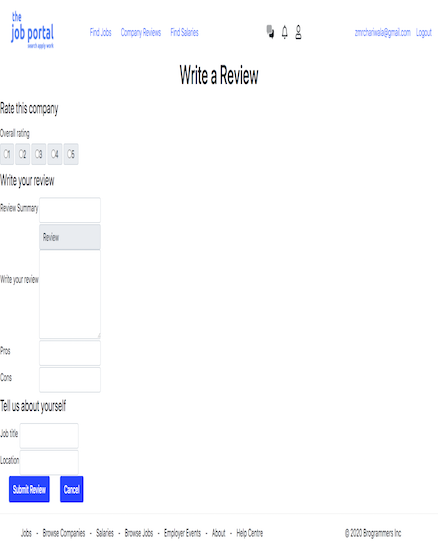 the
job portal
search apply work
Find Jobs Company Reviews Find Salaries zmrchariwala@gmail.com Logout
Write a Review
Rate this company
Overall rating
1 2 3 4 5
Write your review
Review Summary
Review
Write your review
Pros
Cons
Tell us about yourself
Job title
Location
Submit Review Cancel
Jobs - Browse Companies - Salaries - Browse Jobs - Employer Events - About - Help Centre © 2020 Brogrammers Inc